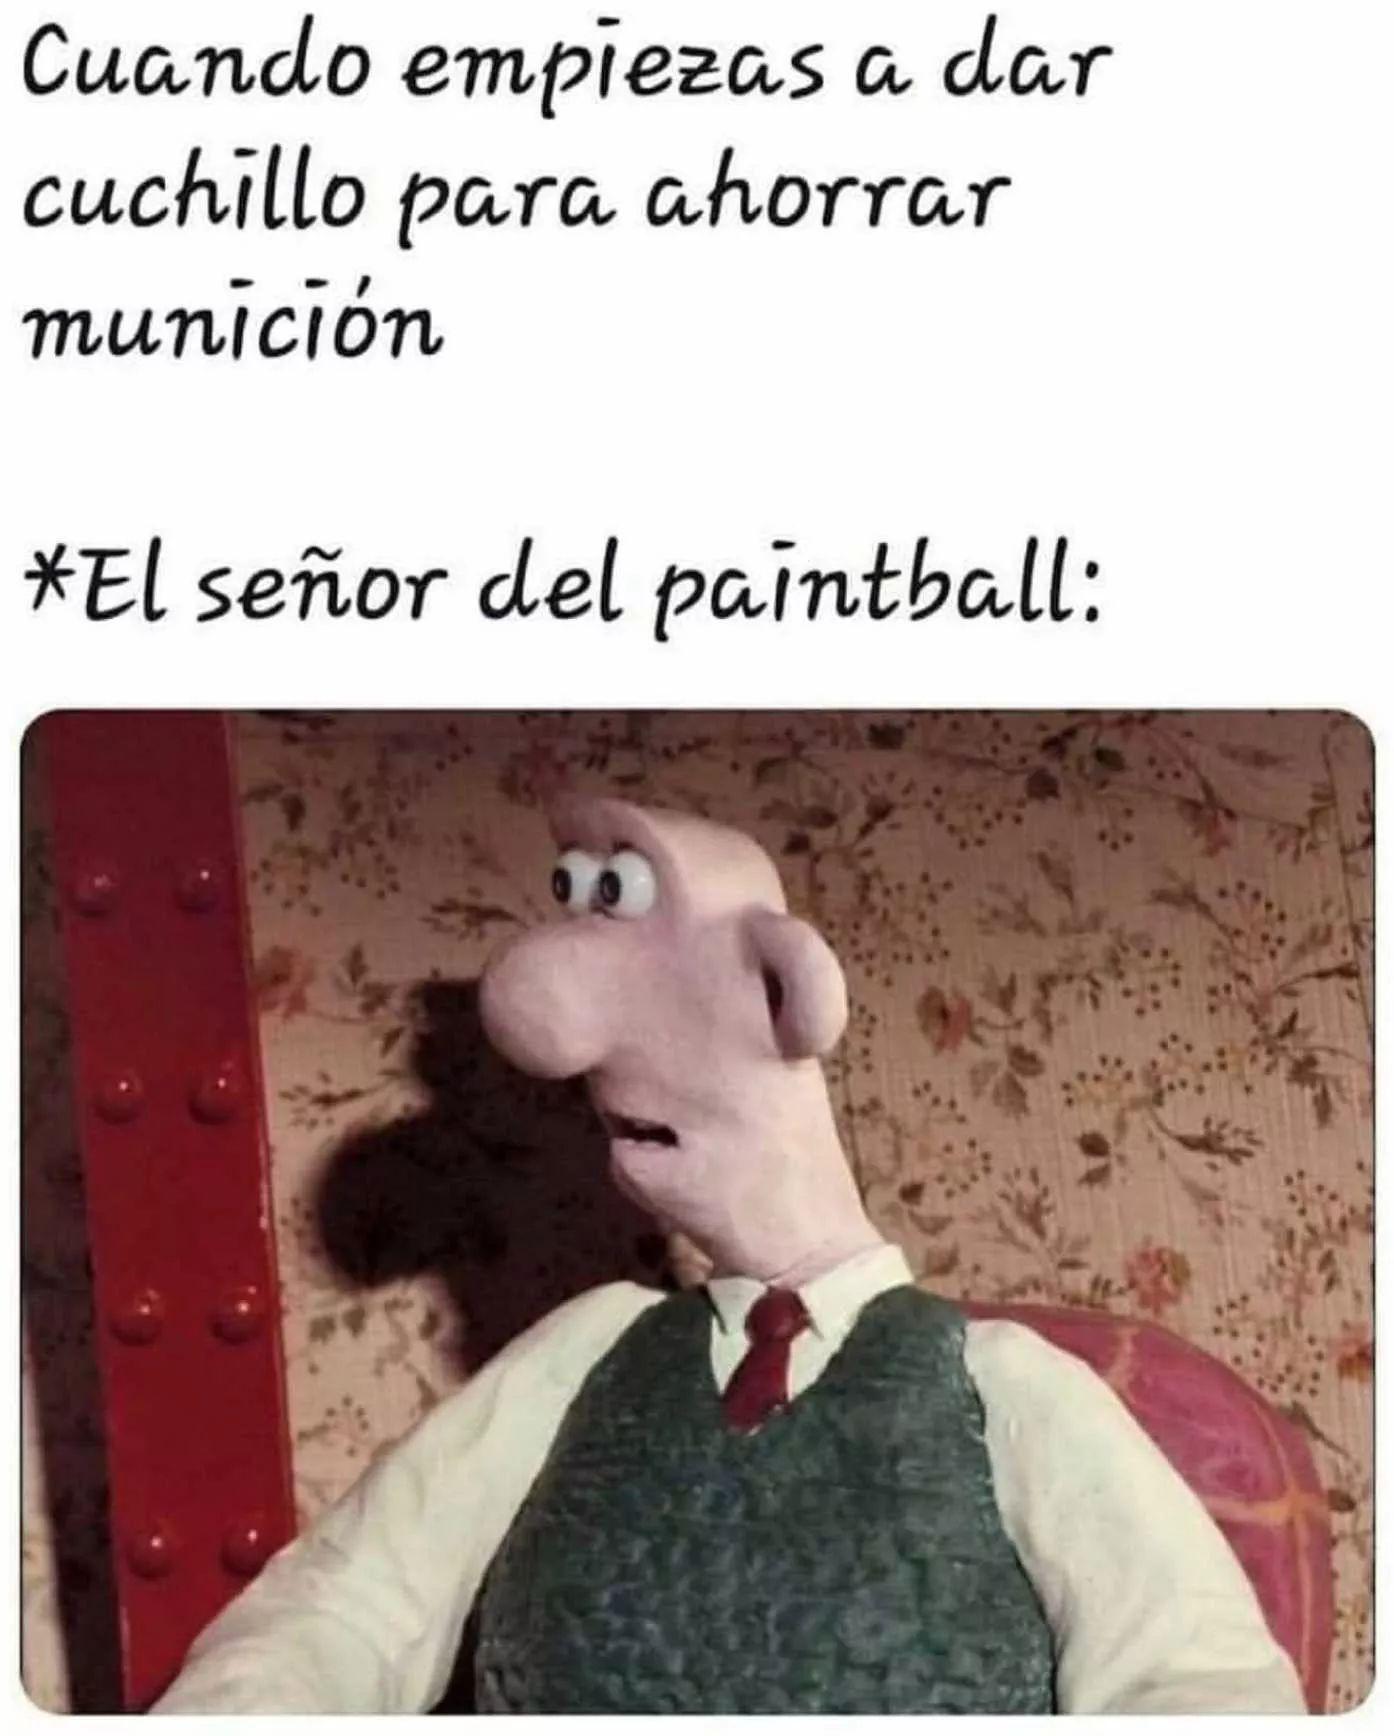 Cuando empiezas a dar
cuchillo para ahorrar
munición
*El señor del paintball: